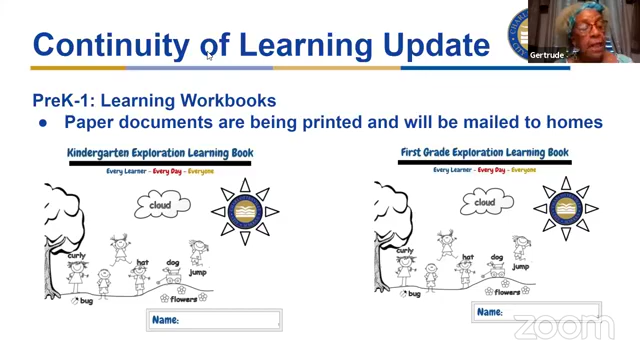 Continuity of Learning Update
Gertrude
PreK-1: Learning Workbooks
● Paper documents are being printed and will be mailed to homes
Kindergarten Exploration Learning Book
Every Learner - Every Day - Everyone
cloud
curly
hat
dog
jump
bug
flowers
Name:
First Grade Exploration Learning Book
Every Learner - Every Day - Everyone
cloud
curly
hat
dog
jump
bug
flowers
Name:
zoom